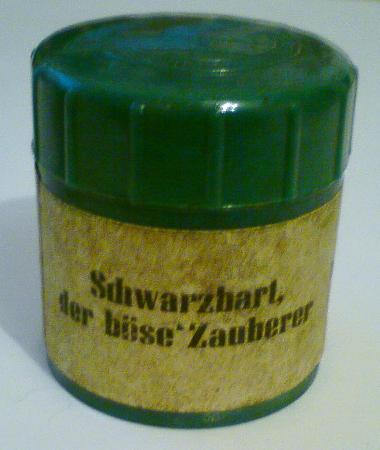 Schwarzbart,
der böse Zauberer